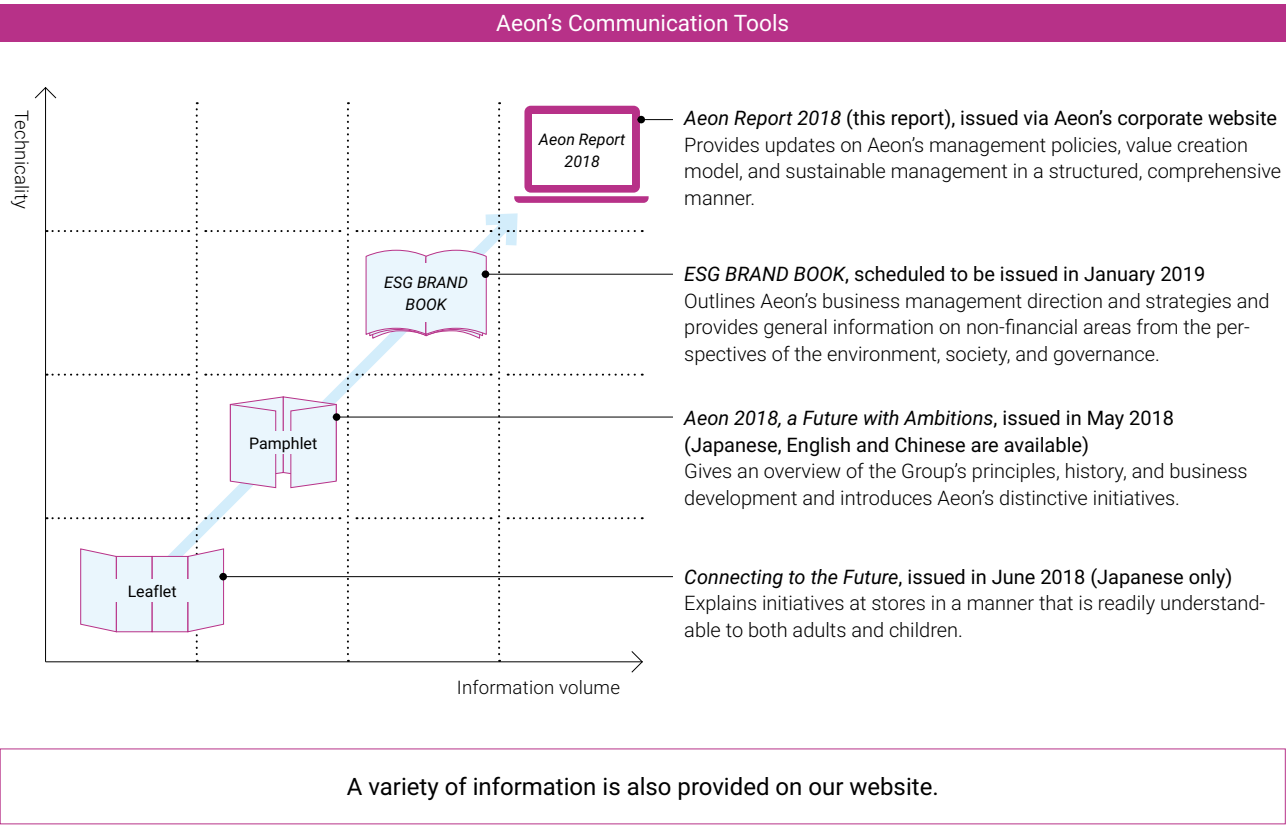 Aeon’s Communication Tools
Technicality
Aeon Report
2018
Aeon Report 2018 (this report), issued via Aeon’s corporate website
Provides updates on Aeon’s management policies, value creation
model, and sustainable management in a structured, comprehensive
manner.
ESG BRAND
BOOK
ESG BRAND BOOK, scheduled to be issued in January 2019
Outlines Aeon’s business management direction and strategies and
provides general information on non-financial areas from the per-
spectives of the environment, society, and governance.
Pamphlet
Aeon 2018, a Future with Ambitions, issued in May 2018
(Japanese, English and Chinese are available)
Gives an overview of the Group’s principles, history, and business
development and introduces Aeon’s distinctive initiatives.
Leaflet
Connecting to the Future, issued in June 2018 (Japanese only)
Explains initiatives at stores in a manner that is readily understand-
able to both adults and children.
Information volume
A variety of information is also provided on our website.